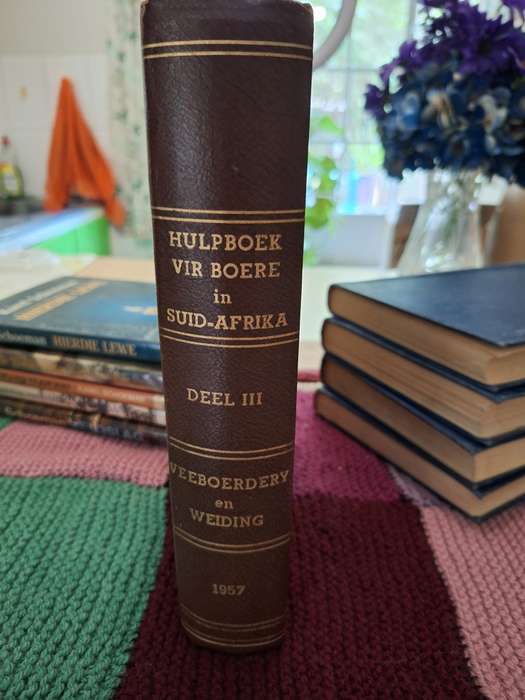 HULPBOEK
VIR BOERE
in
SUID-AFRIKA
DEEL III
VEEBOERDERY
en
WEIDING
1957
HIERDIE LEWE